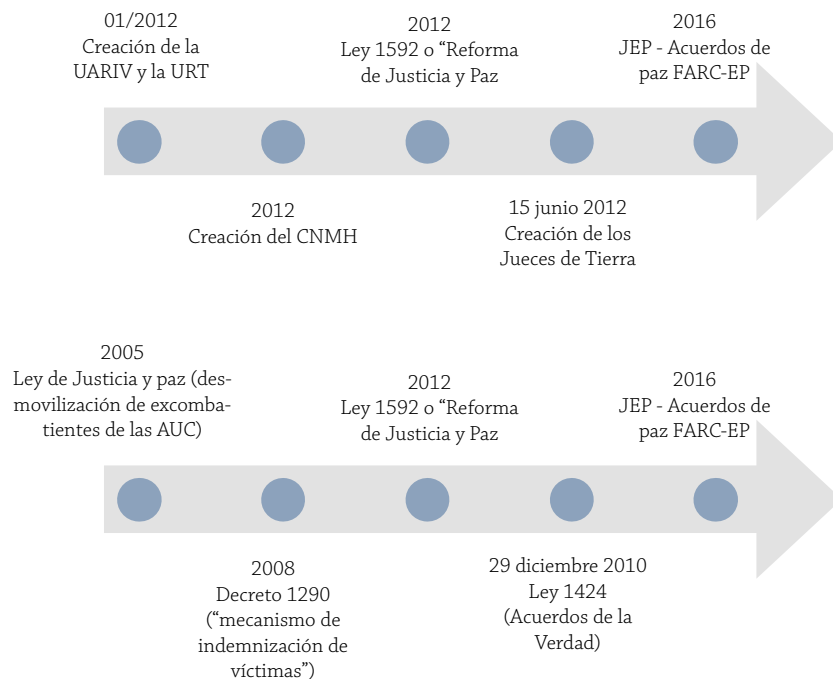 01/2012
Creación de la
UARIV y la URT
2012
Ley 1592 o “Reforma
de Justicia y Paz
2016
JEP - Acuerdos de
paz FARC-EP
2012
Creación del CNMH
15 junio 2012
Creación de los
Jueces de Tierra
2005
Ley de Justicia y paz (des-
movilización de excomba-
tientes de las AUC)
2012
Ley 1592 o “Reforma
de Justicia y Paz
2016
JEP - Acuerdos de
paz FARC-EP
2008
Decreto 1290
(“mecanismo de
indemnización de
víctimas”)
29 diciembre 2010
Ley 1424
(Acuerdos de la
Verdad)